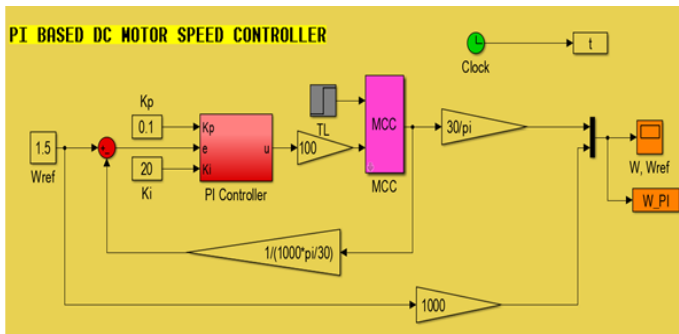 PI BASED DC MOTOR SPEED CONTROLLER
Clock
t
Kp
0.1
Kp
e
Ki
u
PI Controller
20
Ki
1.5
Wref
+
-
100
TL
MCC
MCC
30/pi
W, Wref
W_PI
1/(1000*pi/30)
1000